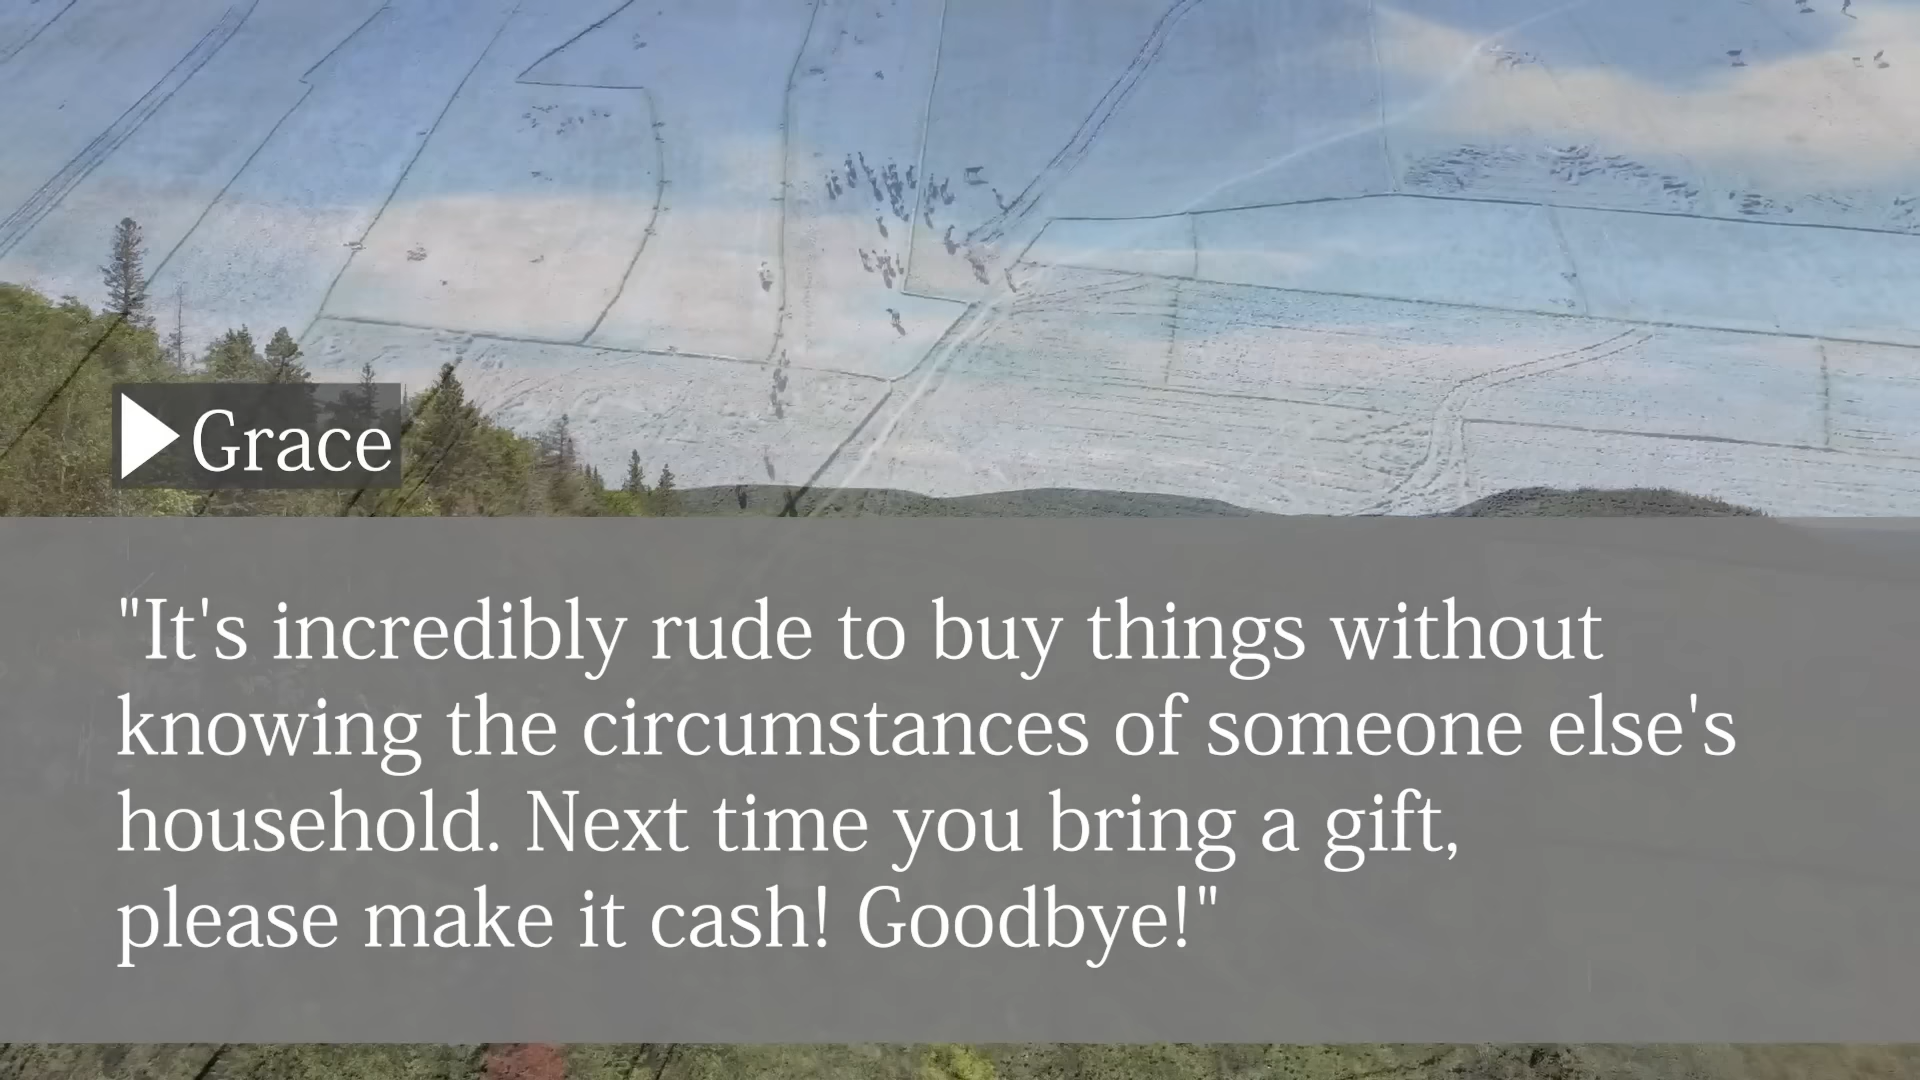 Grace
"It's incredibly rude to buy things without
knowing the circumstances of someone else's
household. Next time you bring a gift,
please make it cash! Goodbye!"